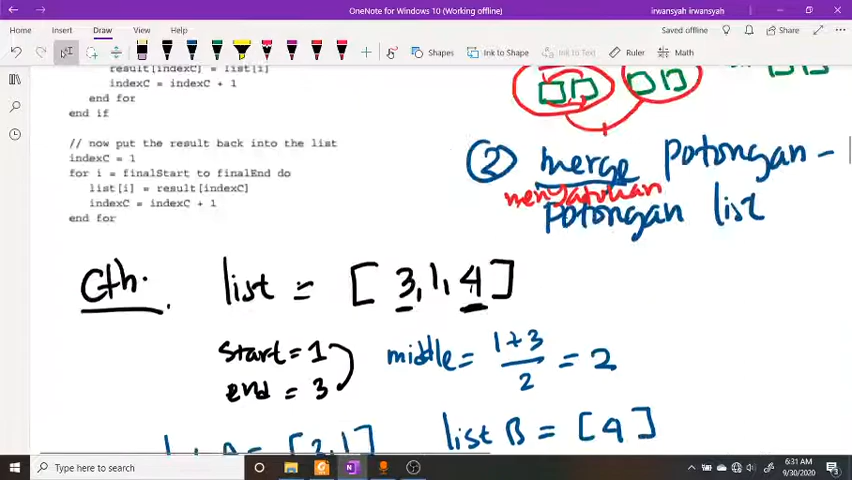 OneNote for Windows 10 (Working offline)
irwansyah irwansyah
Home Insert Draw View Help
Saved offline Share
Shapes Ink to Shape Ink to Text Ruler Math
result[indexC] = list[i]
indexC = indexC + 1
end for
end if
// now put the result back into the list
indexC = 1
for i = finalStart to finalEnd do
list[i] = result[indexC]
indexC = indexC + 1
end for
② merge potongan -
menyatukan
potongan list
Cth. list = [ 3, 1, 4 ]
start = 1
end = 3
middle = 1+3 / 2 = 2
list B = [ 4 ]
Type here to search
6:31 AM
9/30/2020